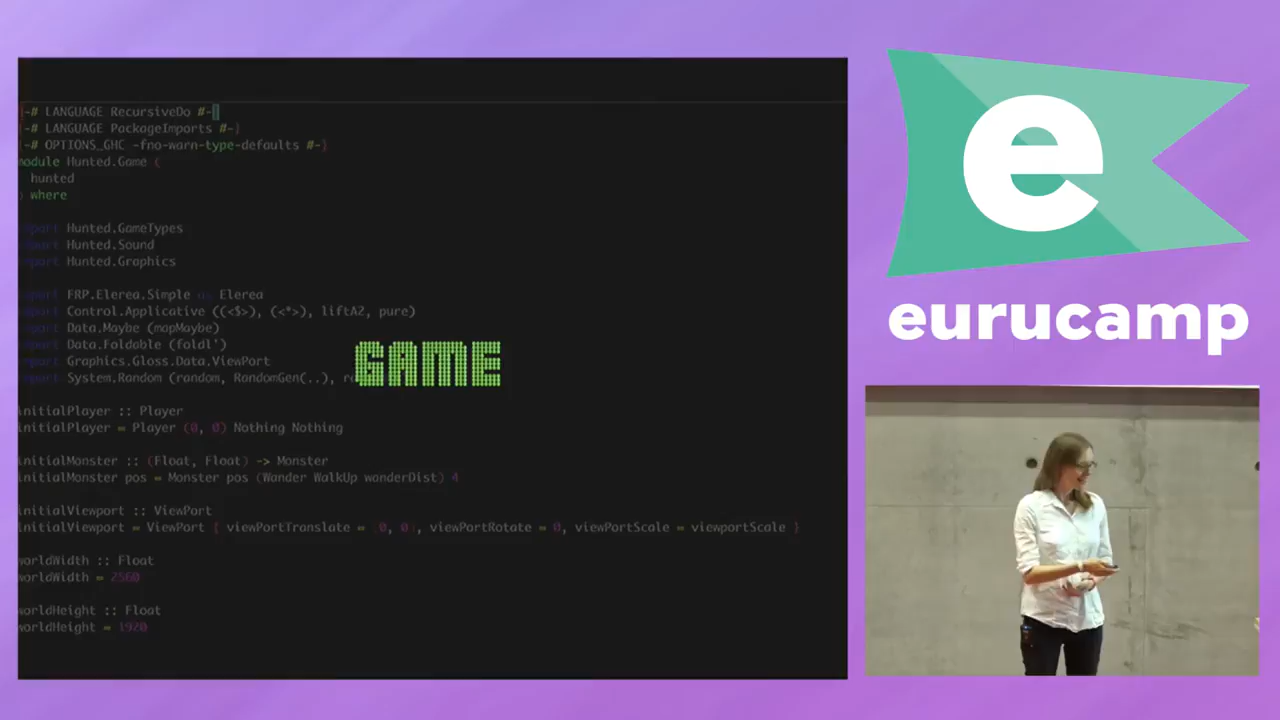 -# LANGUAGE RecursiveDo #-
-# LANGUAGE PackageImports #-}
-# OPTIONS_GHC -fno-warn-type-defaults #-}
module Hunted.Game (
hunted
) where
import Hunted.GameTypes
import Hunted.Sound
import Hunted.Graphics
import FRP.Elerea.Simple as Elerea
import Control.Applicative ((<$>), (<*>), liftA2, pure)
import Data.Maybe (mapMaybe)
import Data.Foldable (foldl')
import Graphics.Gloss.Data.ViewPort
import System.Random (random, RandomGen(..),
GAME
initialPlayer :: Player
initialPlayer = Player (0, 0) Nothing Nothing
initialMonster :: (Float, Float) -> Monster
initialMonster pos = Monster pos (Wander WalkUp wanderDist) 4
initialViewport :: ViewPort
initialViewport = ViewPort { viewPortTranslate = (0, 0), viewPortRotate = 0, viewPortScale = viewportScale }
worldWidth :: Float
worldWidth = 2560
worldHeight :: Float
worldHeight = 1920
e
eurucamp